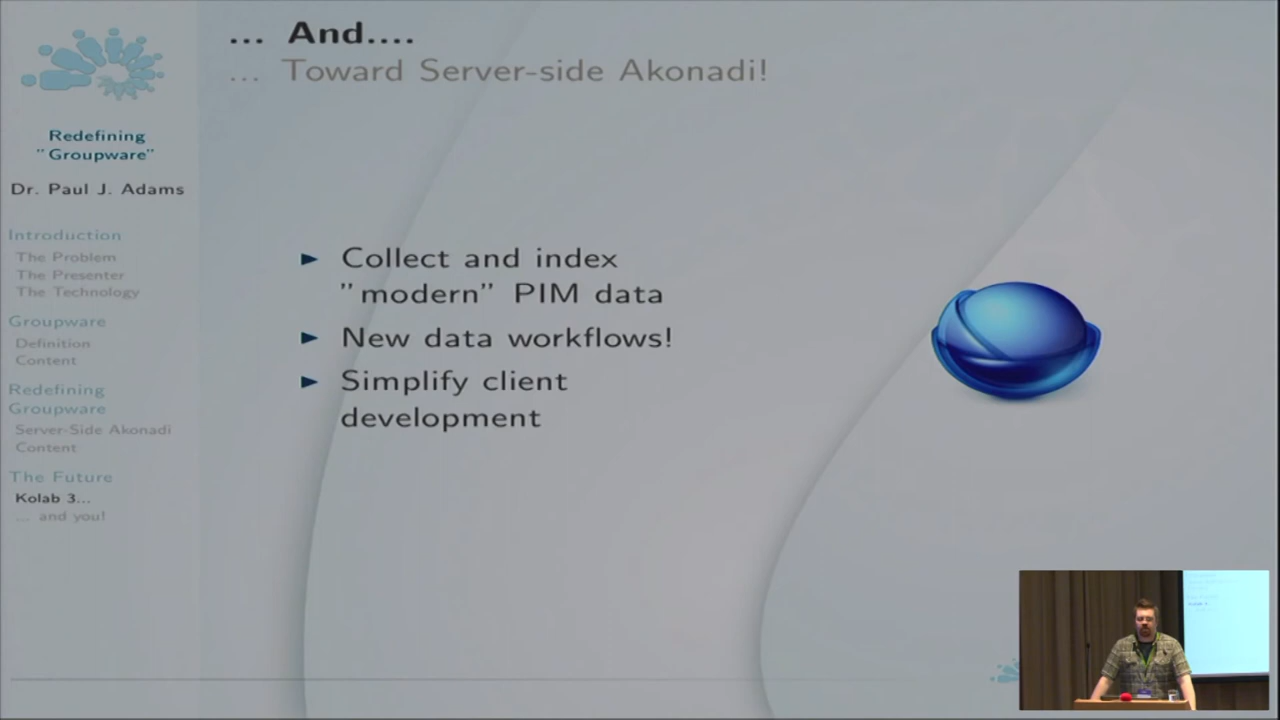 ... And....
... Toward Server-side Akonadi!
Redefining
"Groupware"
Dr. Paul J. Adams
Introduction
The Problem
The Presenter
The Technology
Groupware
Definition
Content
Redefining
Groupware
Server-Side Akonadi
Content
The Future
Kolab 3...
... and you!
► Collect and index
"modern" PIM data
► New data workflows!
► Simplify client
development